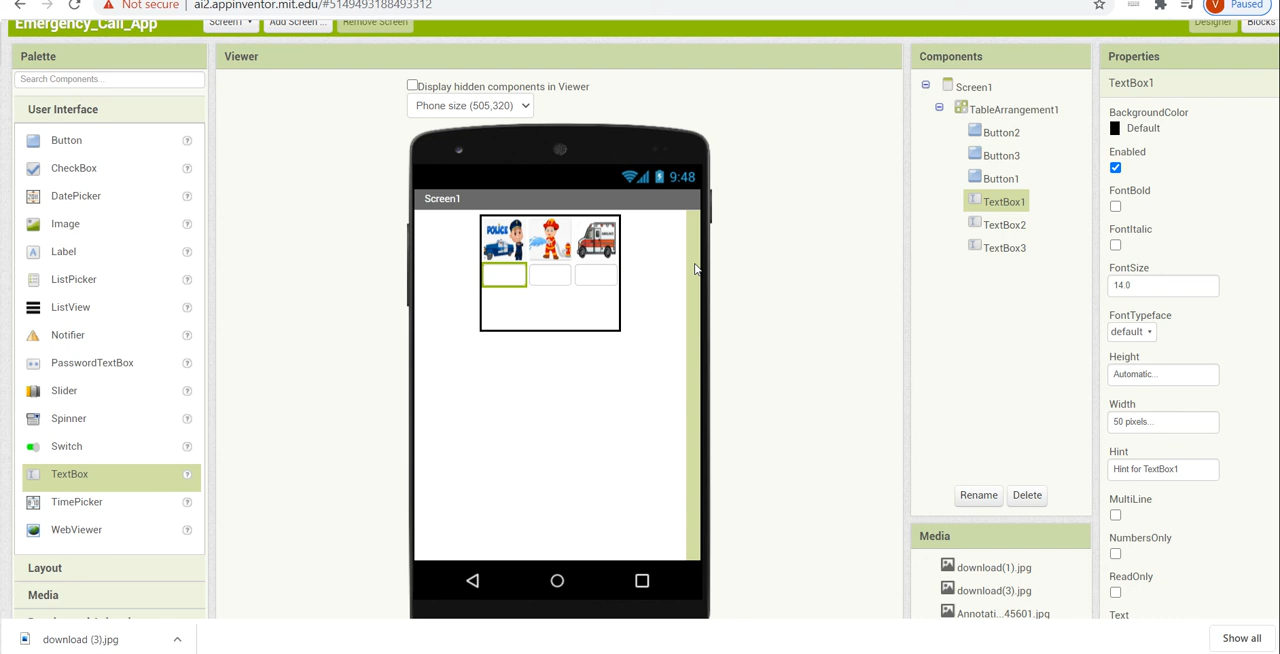 Not secure | ai2.appinventor.mit.edu/#5149493188493312
V Paused
Emergency_Call_App
Screen1
Add Screen ...
Remove Screen
Designer
Blocks
Palette
Search Components...
User Interface
Button
CheckBox
DatePicker
Image
Label
ListPicker
ListView
Notifier
PasswordTextBox
Slider
Spinner
Switch
TextBox
TimePicker
WebViewer
Layout
Media
Viewer
Display hidden components in Viewer
Phone size (505,320)
9:48
Screen1
POLICE
Components
Screen1
TableArrangement1
Button2
Button3
Button1
TextBox1
TextBox2
TextBox3
Rename
Delete
Media
download(1).jpg
download(3).jpg
Annotati...45601.jpg
Properties
TextBox1
BackgroundColor
Default
Enabled
FontBold
FontItalic
FontSize
14.0
FontTypeface
default
Height
Automatic...
Width
50 pixels...
Hint
Hint for TextBox1
MultiLine
NumbersOnly
ReadOnly
Text
download (3).jpg
Show all